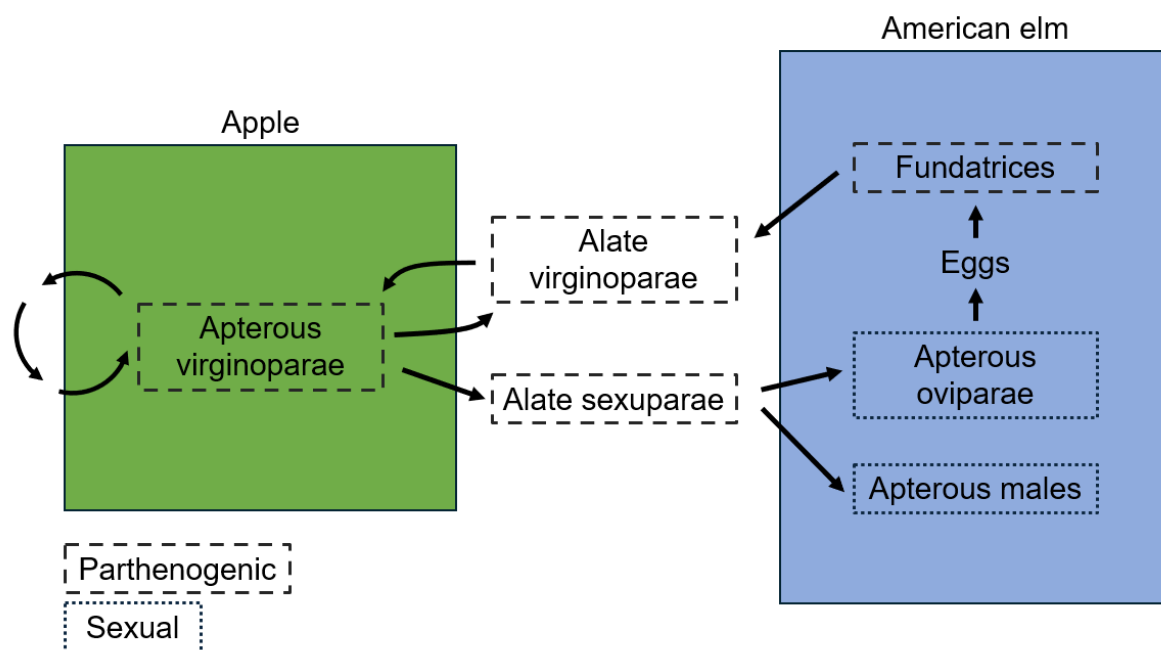 American elm
Apple
Fundatrices
Alate
virginoparae
Eggs
Apterous
virginoparae
Apterous
oviparae
Alate sexuparae
Apterous males
Parthenogenic
Sexual